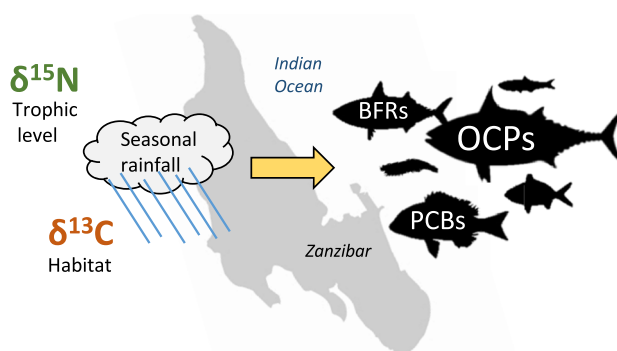 δ¹⁵N
Trophic
level
δ¹³C
Habitat
Seasonal
rainfall
Indian
Ocean
Zanzibar
BFRs
OCPs
PCBs